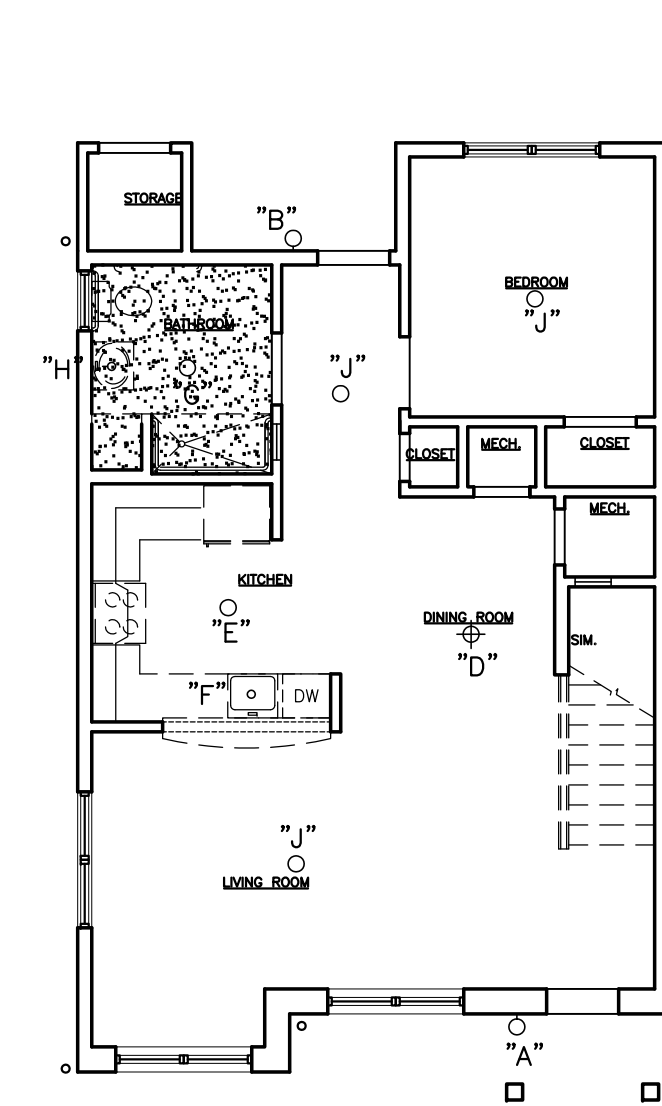 STORAGE
"B"
BEDROOM
"J"
BATHROOM
"H"
"J"
CLOSET
MECH.
CLOSET
MECH.
KITCHEN
"E"
DINING ROOM
"D"
SIM.
"F"
DW
"J"
LIVING ROOM
"A"